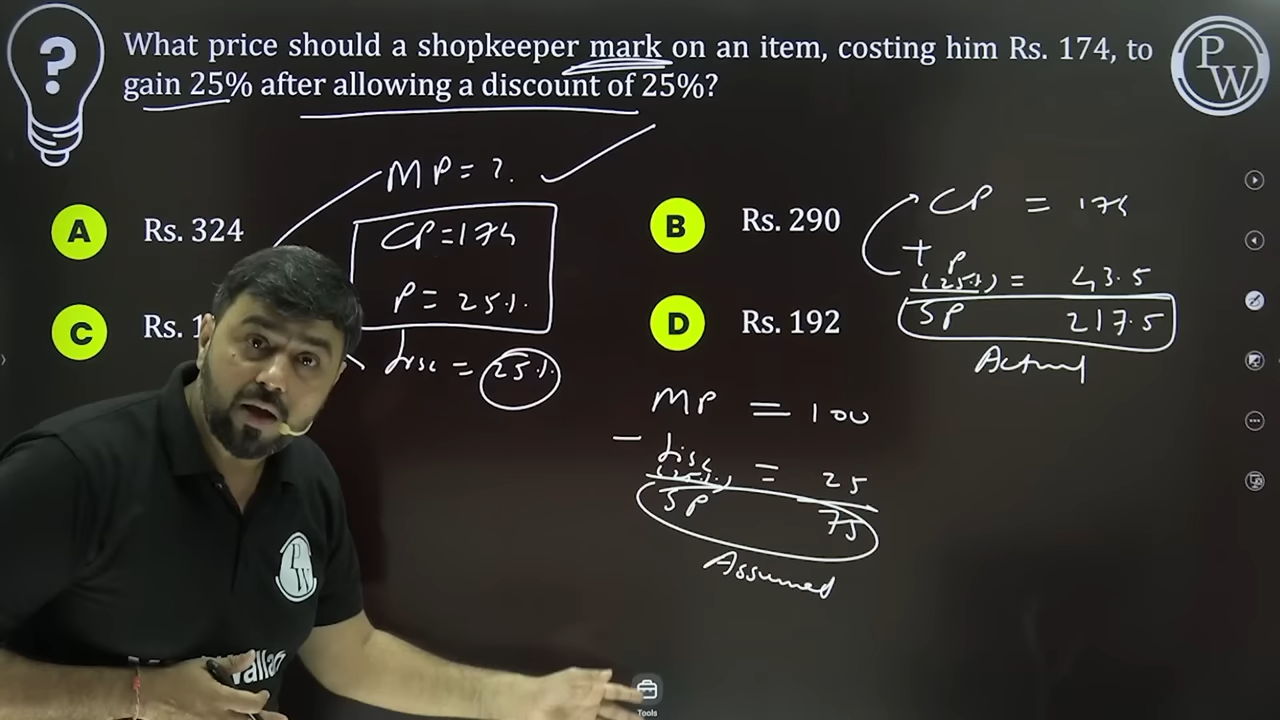 What price should a shopkeeper mark on an item, costing him Rs. 174, to
gain 25% after allowing a discount of 25%?
P
W
?
MP = ?.
A Rs. 324
B Rs. 290
C Rs. 1
D Rs. 192
CP = 174
P = 25%.
disc = 25%.
CP = 174
+ P
(25%) = 43.5
SP 217.5
Actual
MP = 100
- disc
(25%) = 25
SP 75
Assumed
P
W
Tools